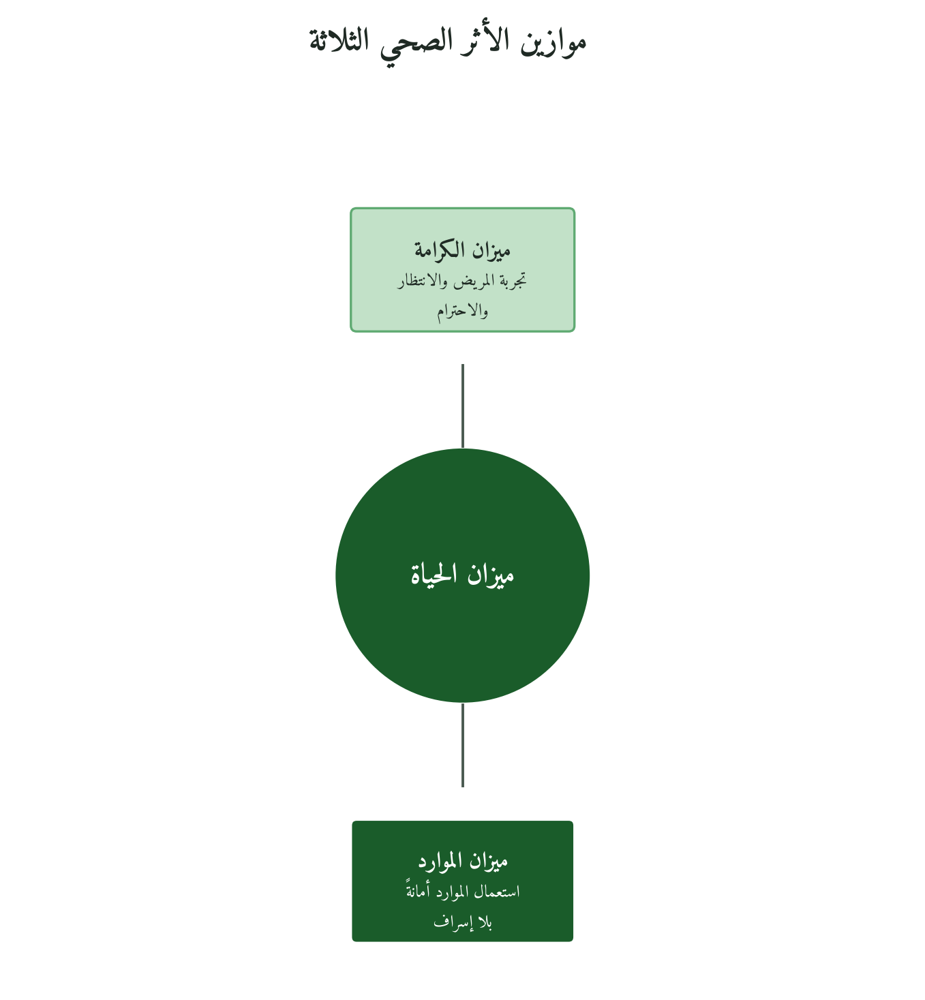 موازين الأثر الصحي الثلاثة
ميزان الكرامة
تجربة المريض والانتظار
والاحترام
ميزان الحياة
ميزان الموارد
استعمال الموارد أمانةً
بلا إسراف